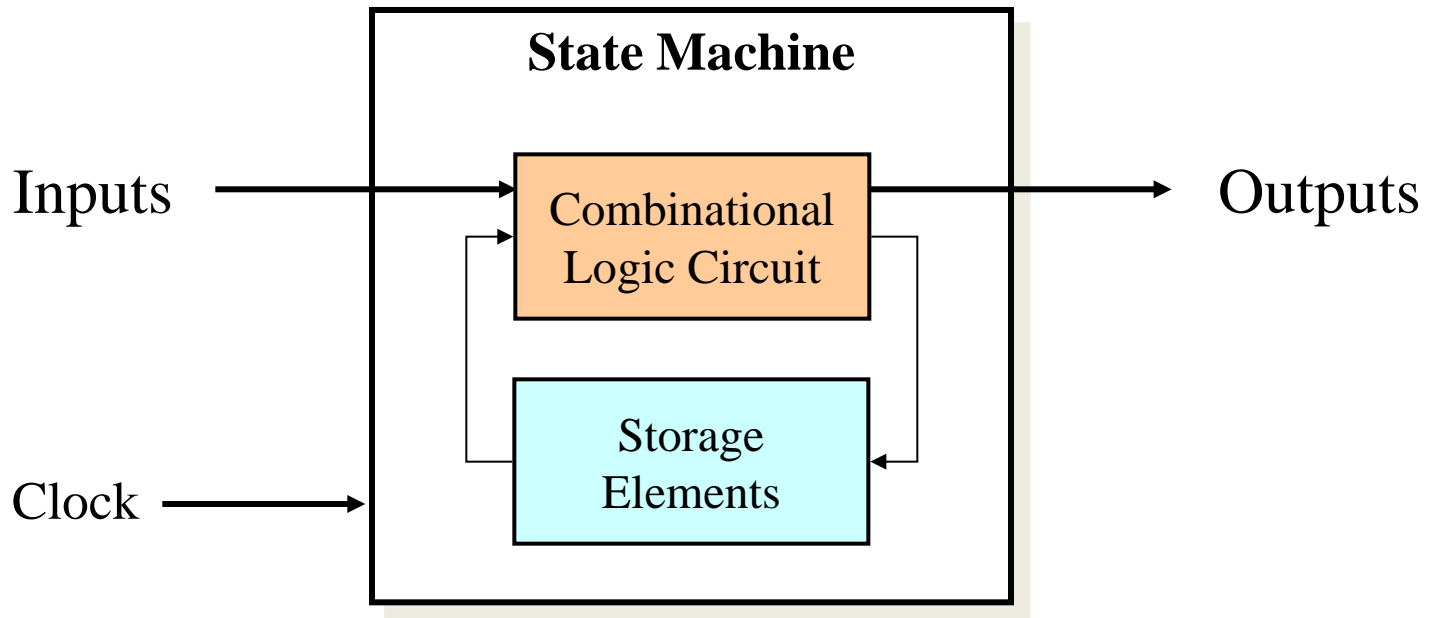 State Machine
Inputs
Combinational
Logic Circuit
Outputs
Storage
Elements
Clock